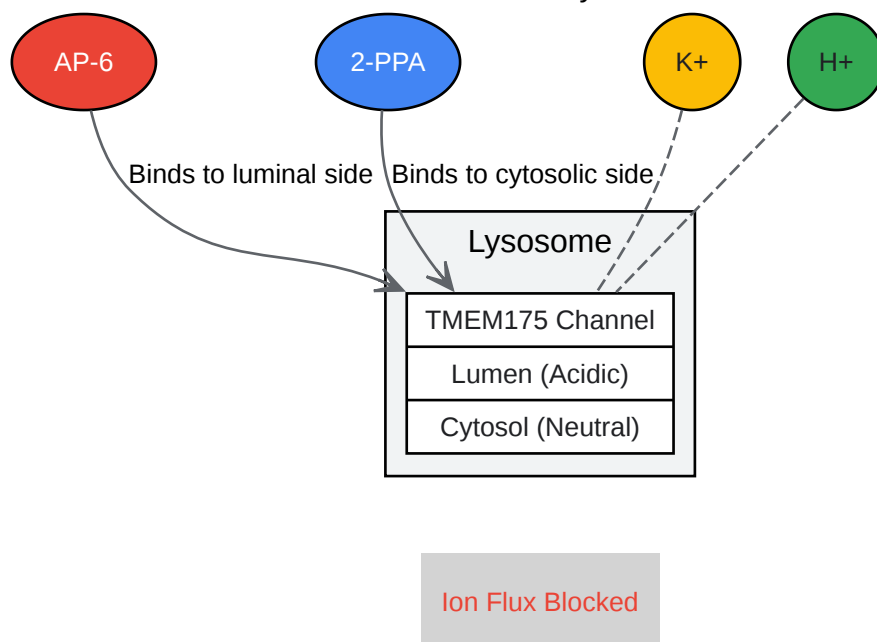 AP-6
2-PPA
K+
H+
Binds to luminal side
Binds to cytosolic side
Lysosome
TMEM175 Channel
Lumen (Acidic)
Cytosol (Neutral)
Ion Flux Blocked